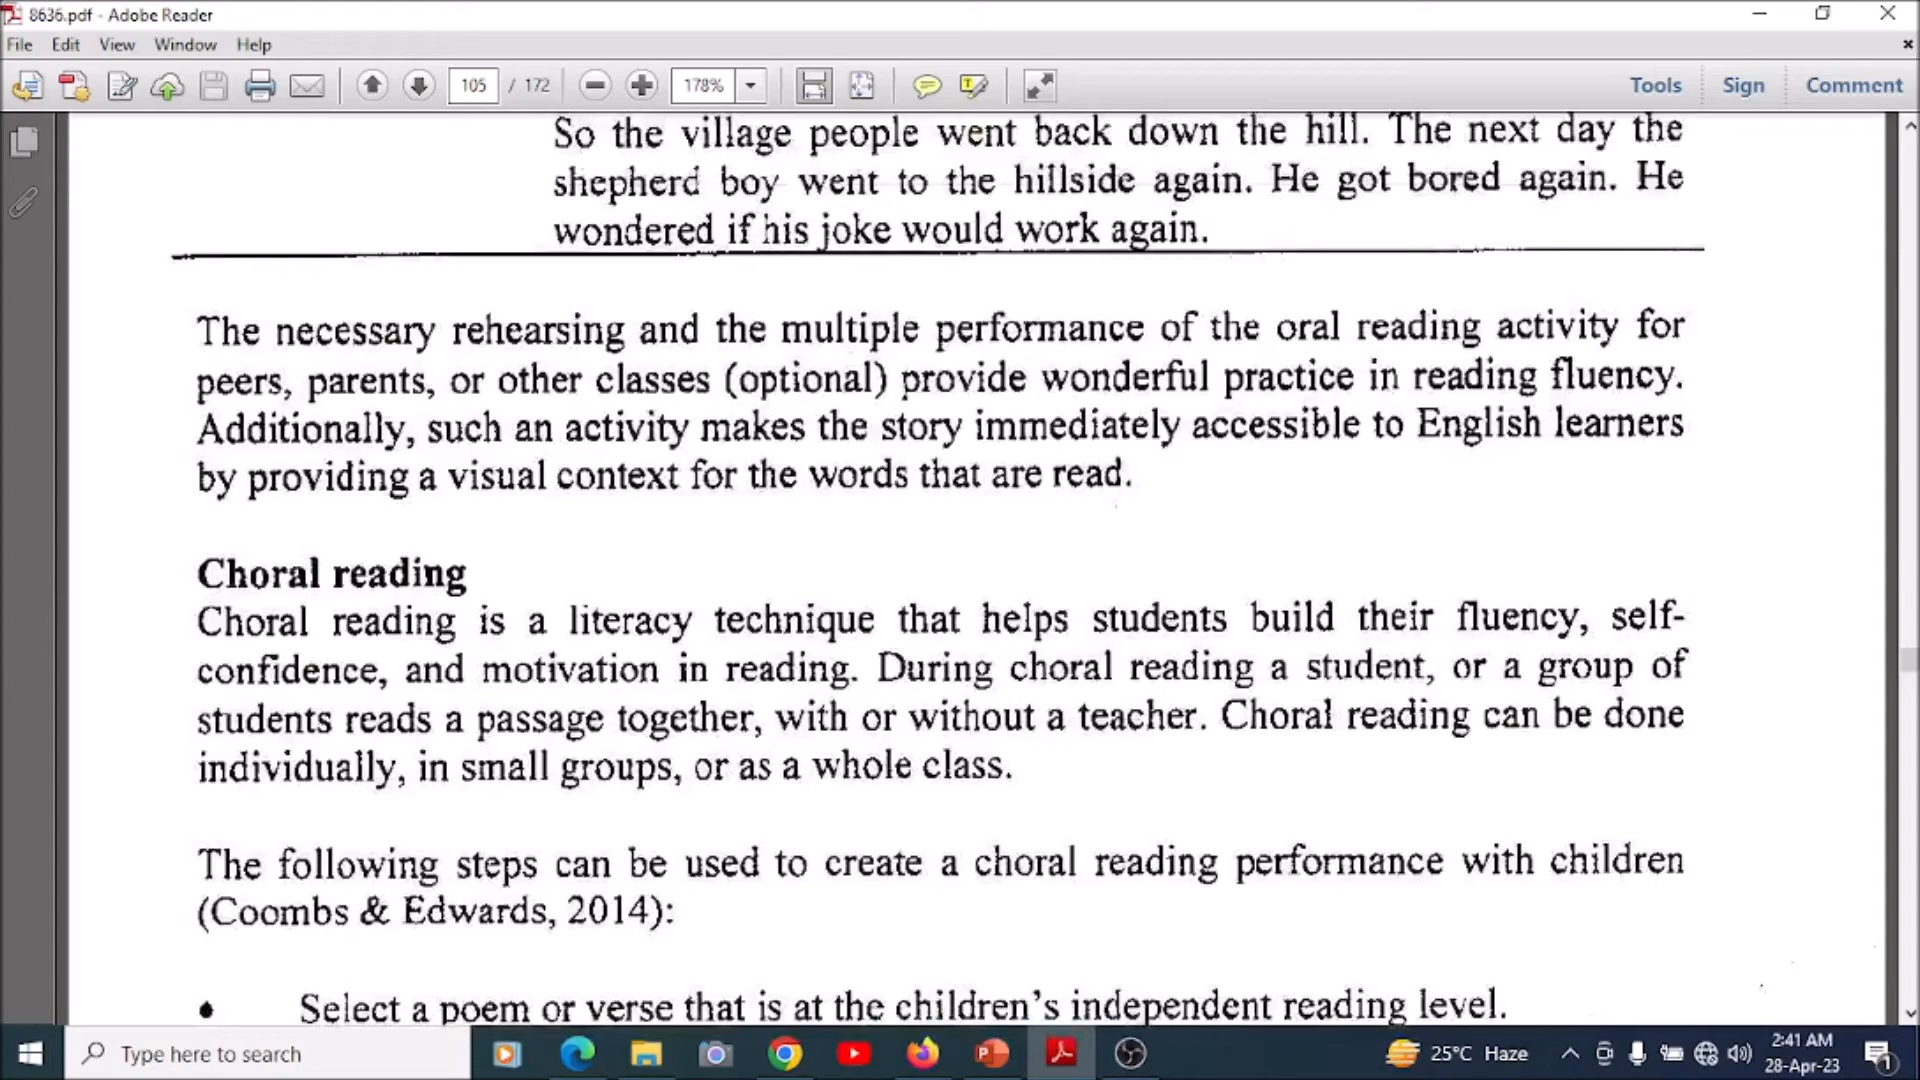 8636.pdf - Adobe Reader
File Edit View Window Help
105 / 172 178% Tools Sign Comment
So the village people went back down the hill. The next day the
shepherd boy went to the hillside again. He got bored again. He
wondered if his joke would work again.
The necessary rehearsing and the multiple performance of the oral reading activity for
peers, parents, or other classes (optional) provide wonderful practice in reading fluency.
Additionally, such an activity makes the story immediately accessible to English learners
by providing a visual context for the words that are read.
Choral reading
Choral reading is a literacy technique that helps students build their fluency, self-
confidence, and motivation in reading. During choral reading a student, or a group of
students reads a passage together, with or without a teacher. Choral reading can be done
individually, in small groups, or as a whole class.
The following steps can be used to create a choral reading performance with children
(Coombs & Edwards, 2014):
• Select a poem or verse that is at the children's independent reading level.
Type here to search 25°C Haze 2:41 AM
28-Apr-23 1